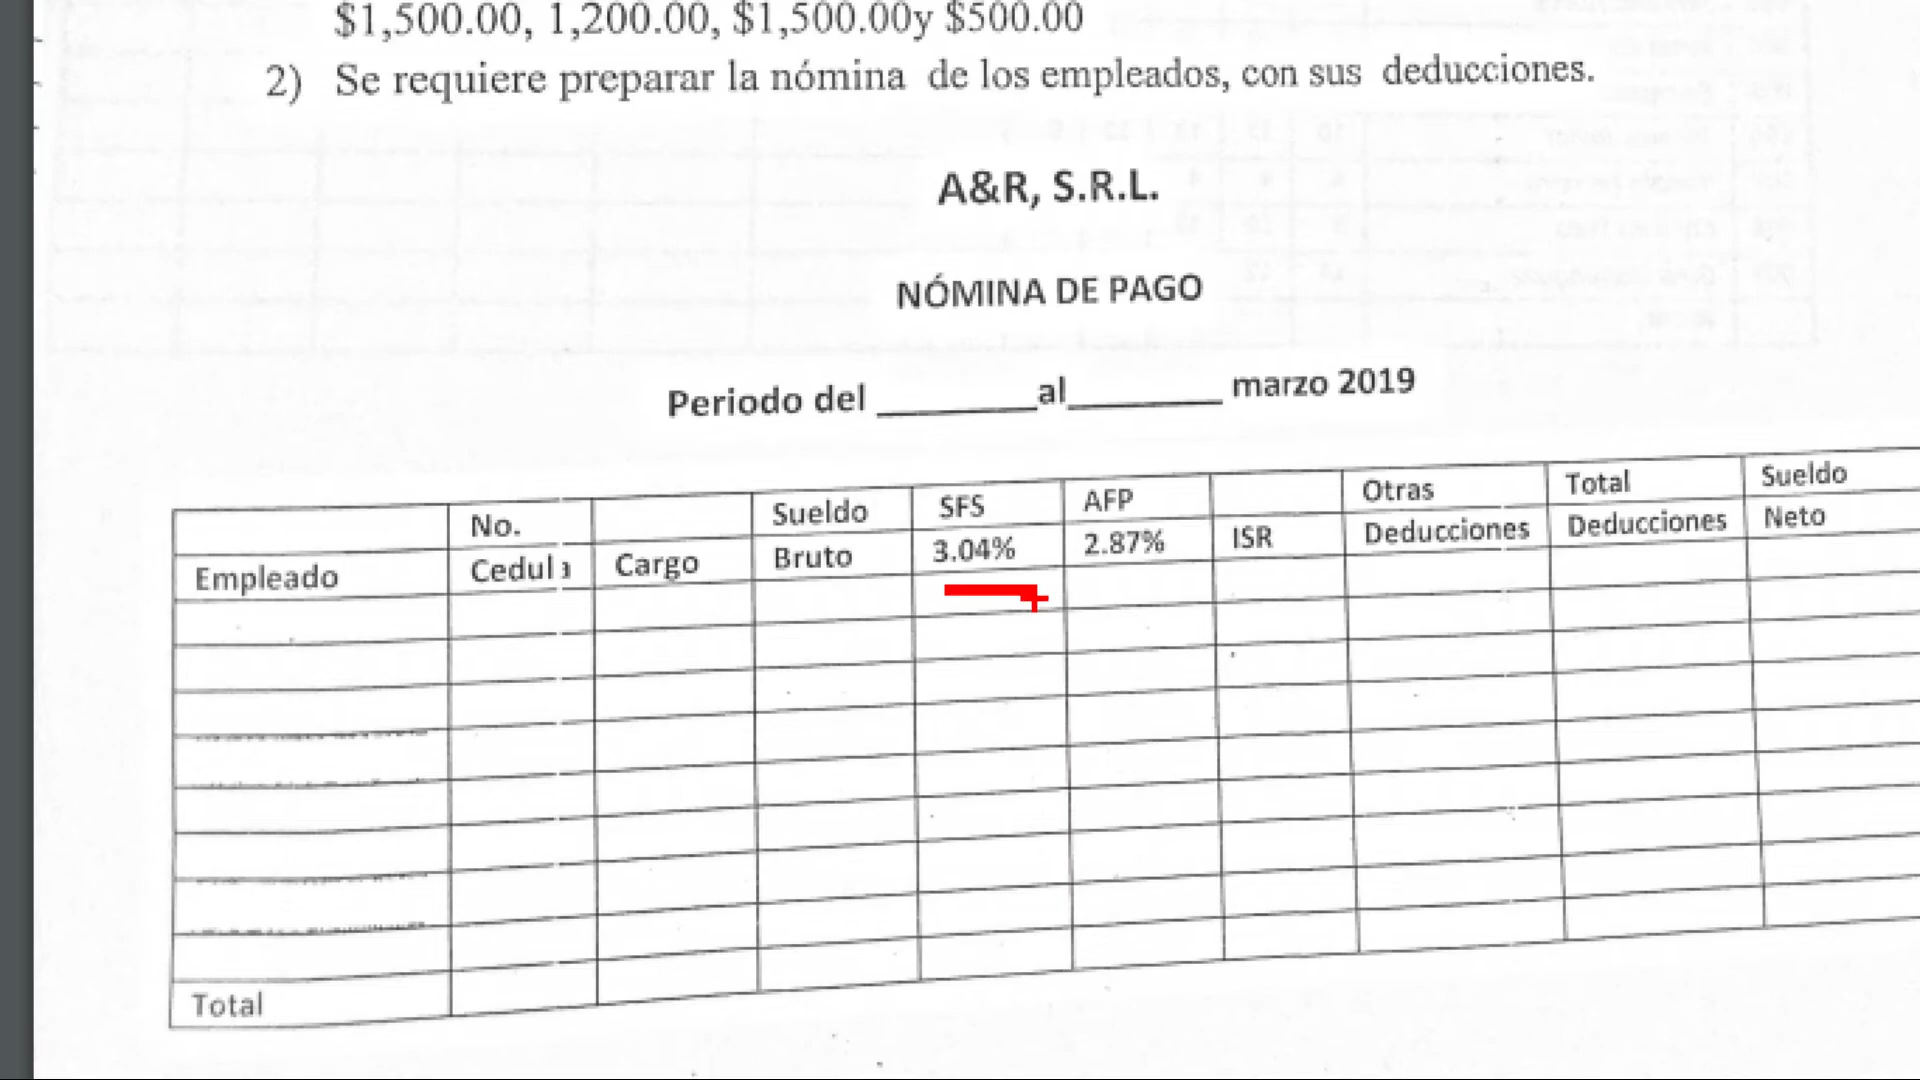 $1,500.00, 1,200.00, $1,500.00y $500.00
2) Se requiere preparar la nómina de los empleados, con sus deducciones.
A&R, S.R.L.
NÓMINA DE PAGO
Periodo del ________al________ marzo 2019
No. Sueldo SFS AFP Otras Total Sueldo
Empleado Cedula Cargo Bruto 3.04% 2.87% ISR Deducciones Deducciones Neto
Total